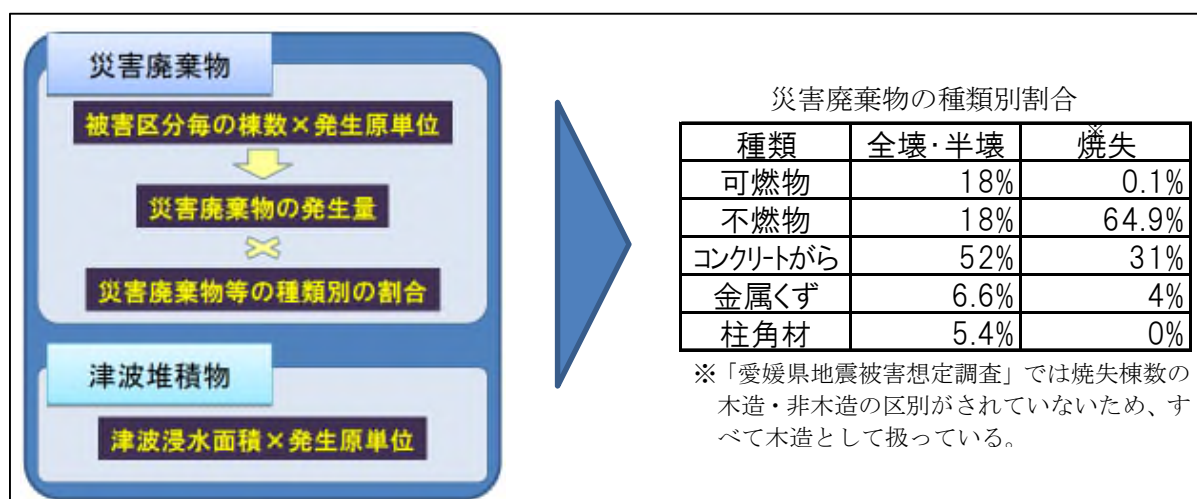 災害廃棄物
被害区分毎の棟数×発生原単位
災害廃棄物の発生量
×
災害廃棄物等の種類別の割合
津波堆積物
津波浸水面積×発生原単位
災害廃棄物の種類別割合
種類 全壊・半壊 ※焼失
可燃物 18% 0.1%
不燃物 18% 64.9%
コンクリートがら 52% 31%
金属くず 6.6% 4%
柱角材 5.4% 0%
※「愛媛県地震被害想定調査」では焼失棟数の
木造・非木造の区別がされていないため、す
べて木造として扱っている。